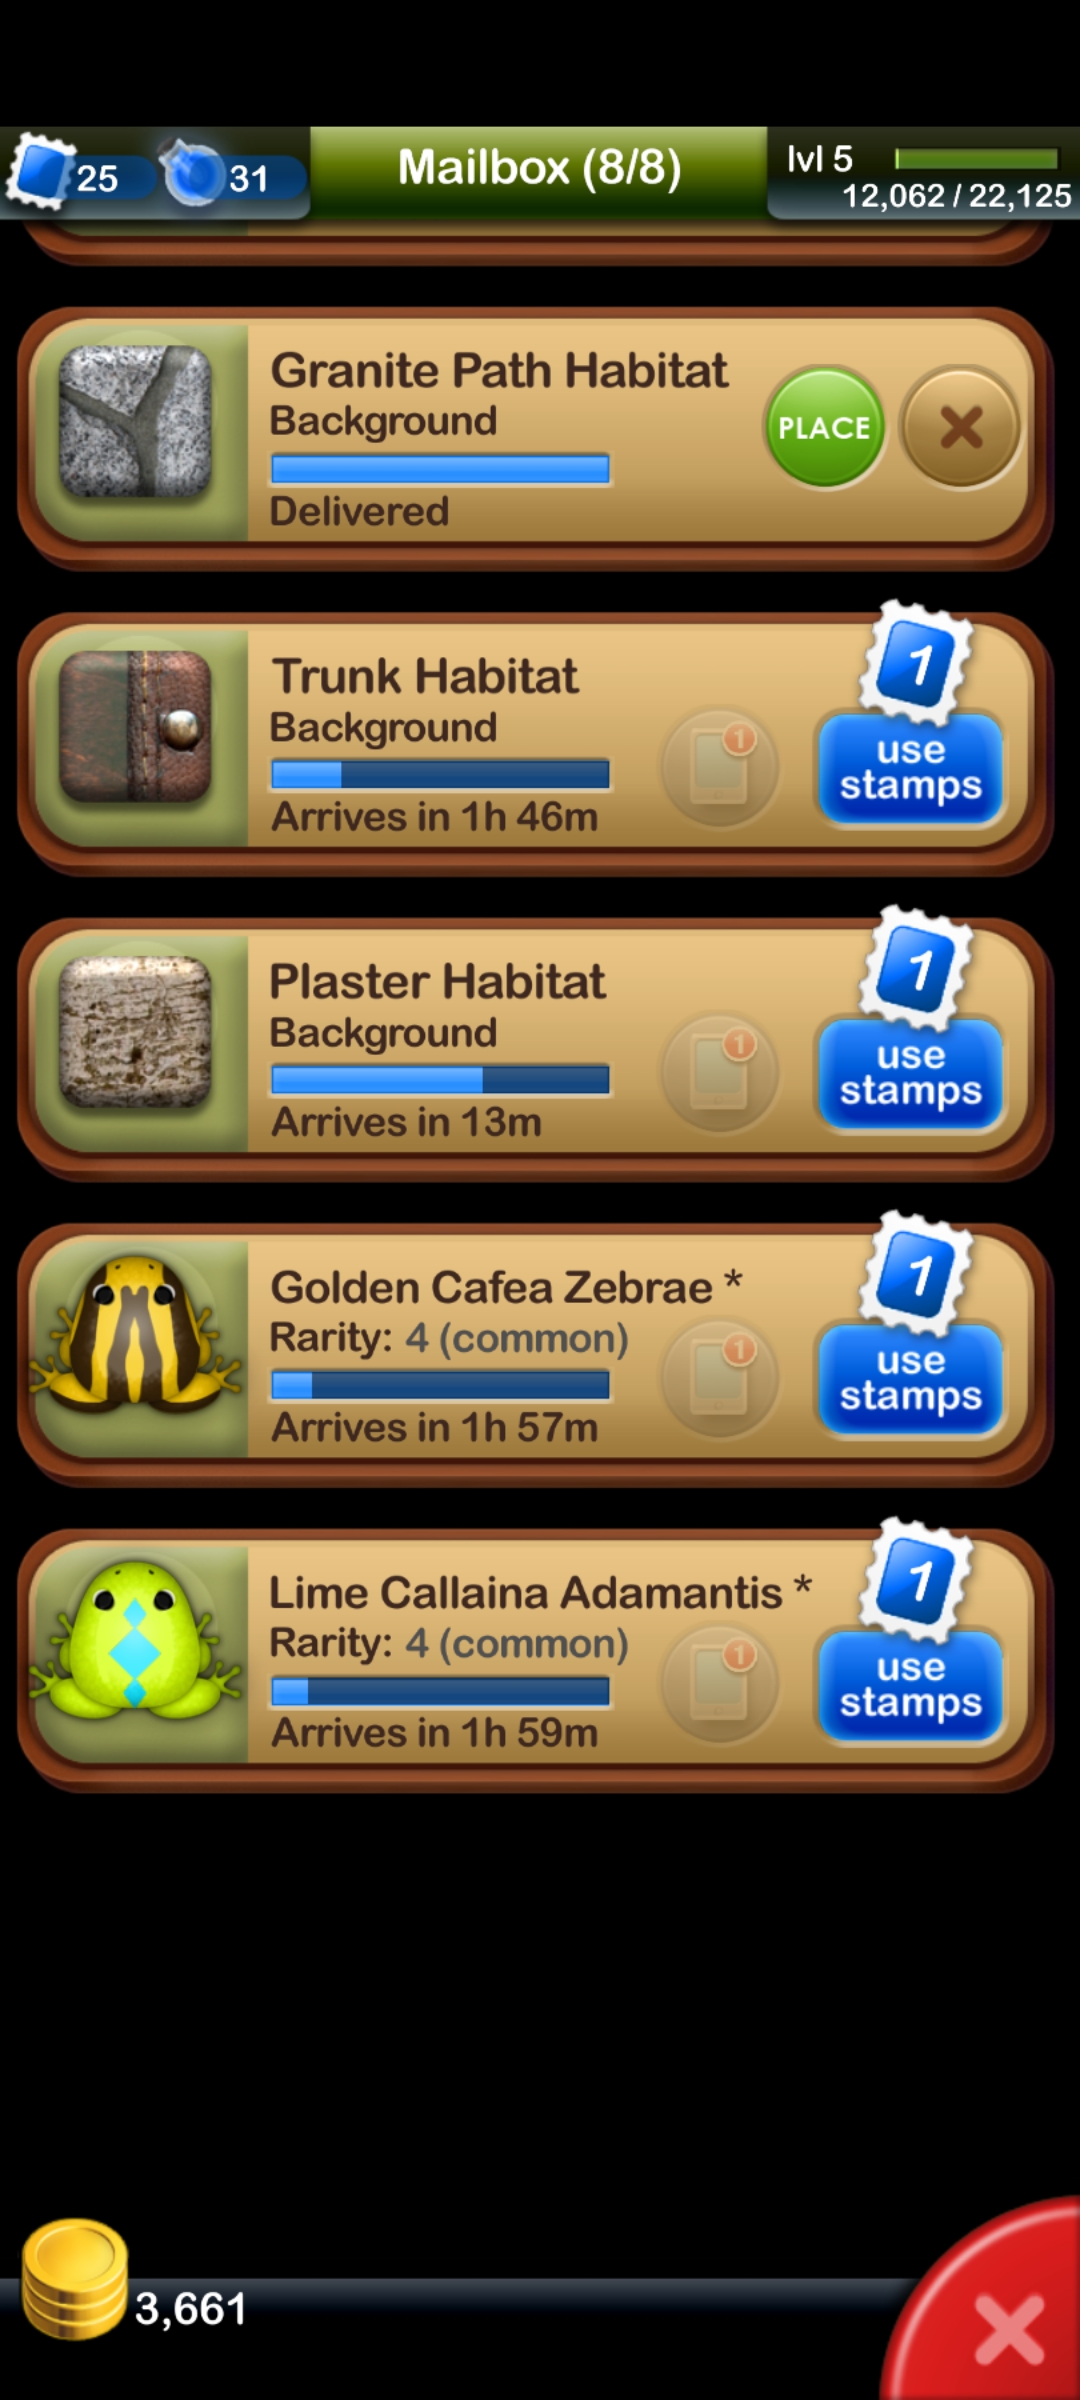 25
31
Mailbox (8/8)
lvl 5
12,062 / 22,125
Granite Path Habitat
Background
PLACE
Delivered
Trunk Habitat
Background
Arrives in 1h 46m
1
1
use
stamps
Plaster Habitat
Background
Arrives in 13m
1
1
use
stamps
Golden Cafea Zebrae *
Rarity: 4 (common)
Arrives in 1h 57m
1
1
use
stamps
Lime Callaina Adamantis *
Rarity: 4 (common)
Arrives in 1h 59m
1
1
use
stamps
3,661